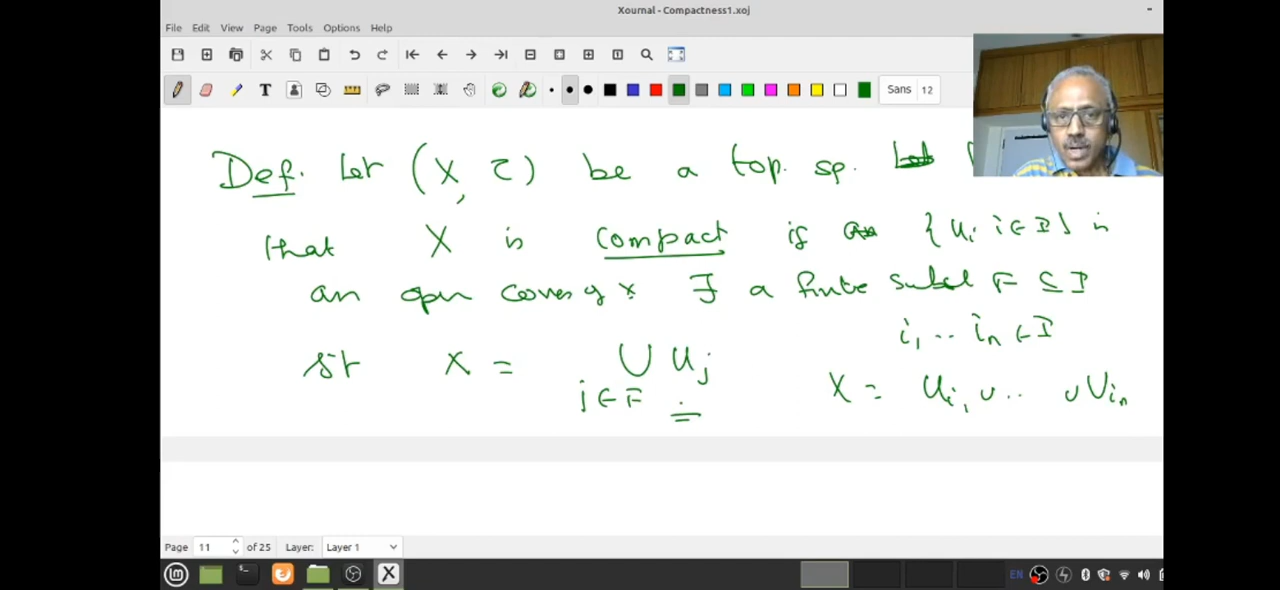 Xournal - Compactness1.xoj
File Edit View Page Tools Options Help
Sans 12
Def. Let (X, τ) be a top. sp.
that X is compact if {Ui i∈I} is
an open cover of X ∃ a finite subset F ⊆ I
i1 .. in ∈ I
st X = ∪ Uj
j ∈ F
X = Ui1 ∪ .. ∪ Uin
Page 11 of 25 Layer: Layer 1
EN